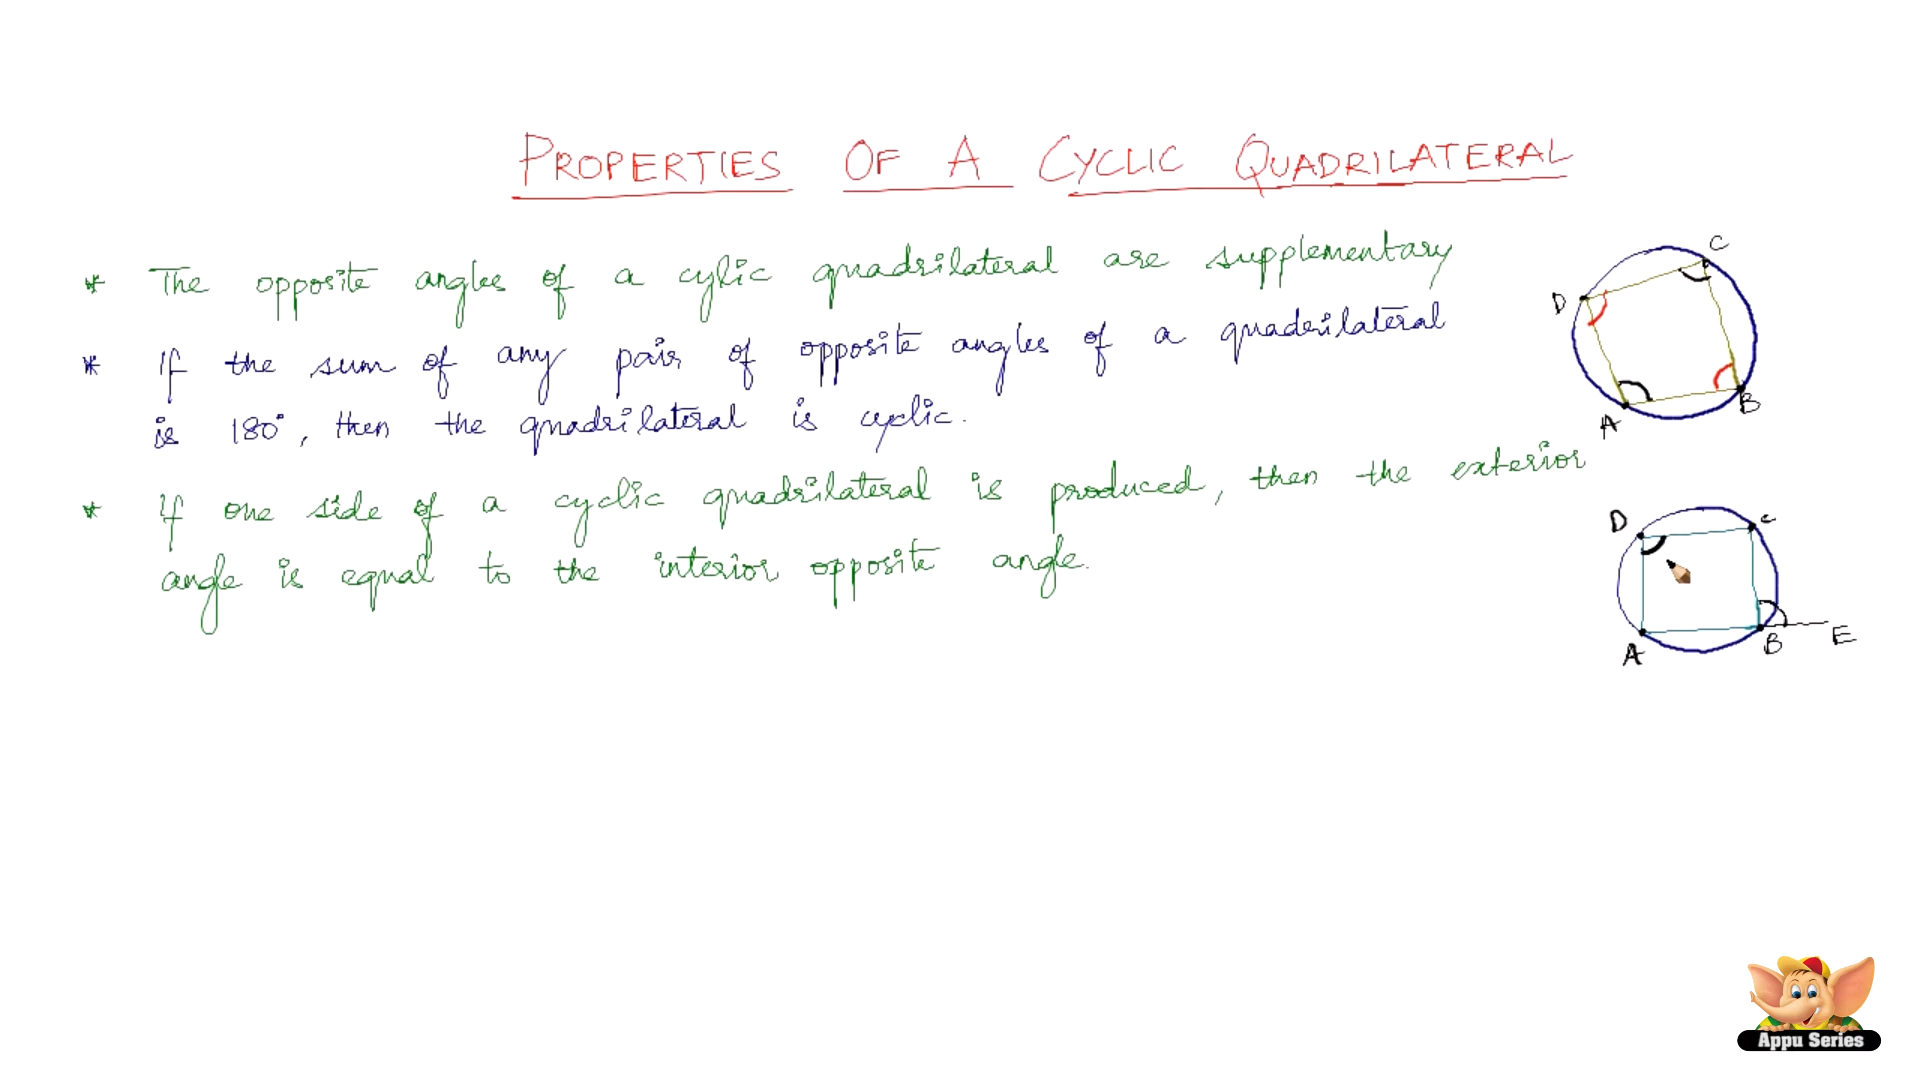 PROPERTIES OF A CYCLIC QUADRILATERAL
* The opposite angles of a cylic quadrilateral are supplementary
* If the sum of any pair of opposite angles of a quadrilateral
is 180°, then the quadrilateral is cyclic.
* If one side of a cyclic quadrilateral is produced, then the exterior
angle is equal to the interior opposite angle.
C
D
B
A
D
C
E
B
A
Appu Series